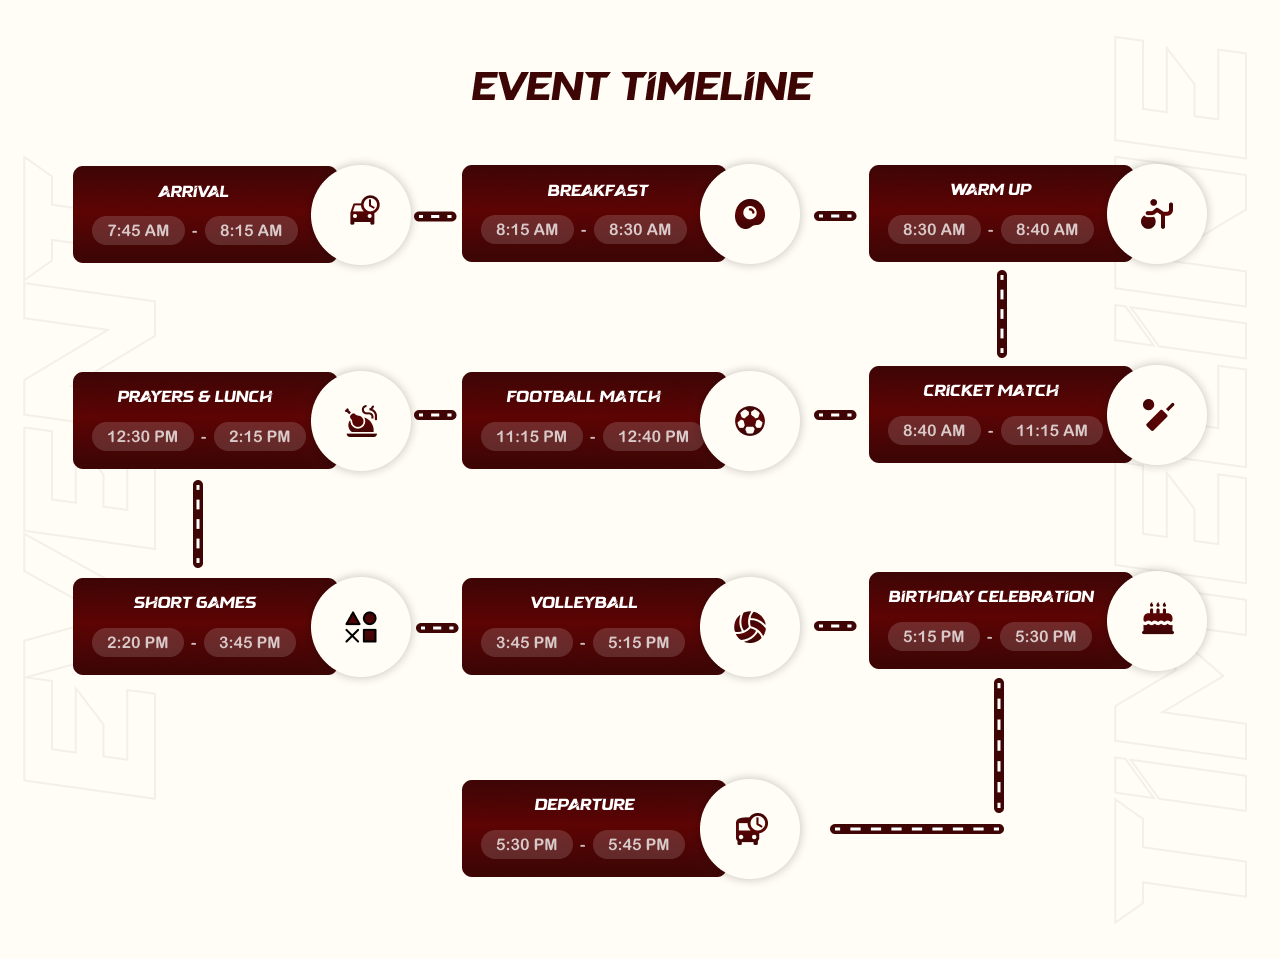 EVENT TIMELINE
ARRIVAL
7:45 AM - 8:15 AM
BREAKFAST
8:15 AM - 8:30 AM
WARM UP
8:30 AM - 8:40 AM
PRAYERS & LUNCH
12:30 PM - 2:15 PM
FOOTBALL MATCH
11:15 PM - 12:40 PM
CRICKET MATCH
8:40 AM - 11:15 AM
SHORT GAMES
2:20 PM - 3:45 PM
VOLLEYBALL
3:45 PM - 5:15 PM
BIRTHDAY CELEBRATION
5:15 PM - 5:30 PM
DEPARTURE
5:30 PM - 5:45 PM
EVENT
TIMELINE